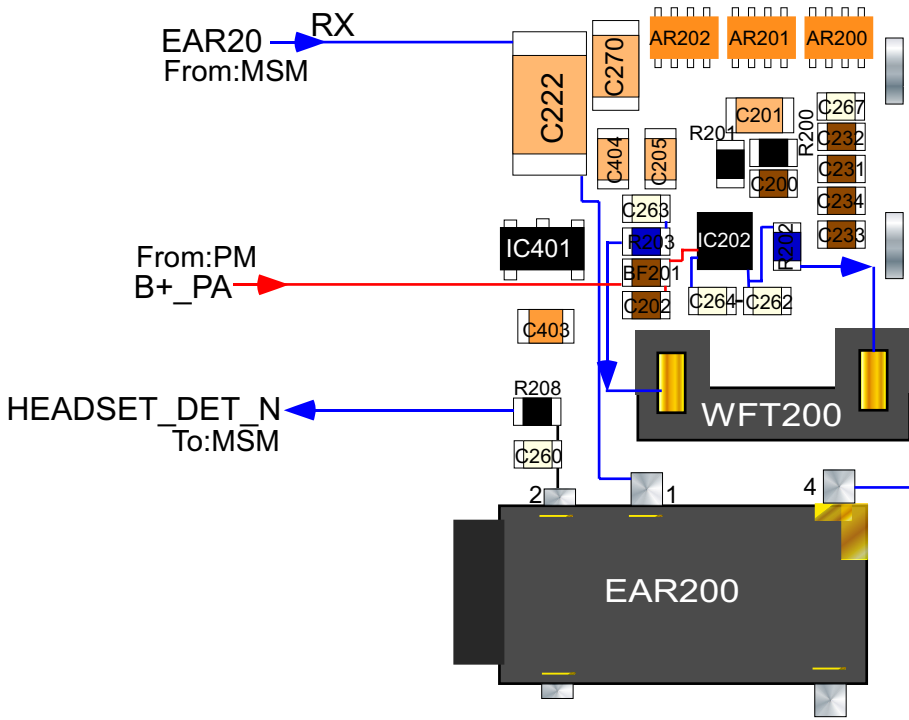 RX
EAR20
From:MSM
C222
C270
AR202
AR201
AR200
C267
C201
R201
R200
C232
C404
C205
C231
C200
C234
C263
C233
R203
IC202
R202
IC401
From:PM
B+_PA
BF201
C264
C262
C202
C403
R208
HEADSET_DET_N
To:MSM
WFT200
C260
2
1
4
EAR200